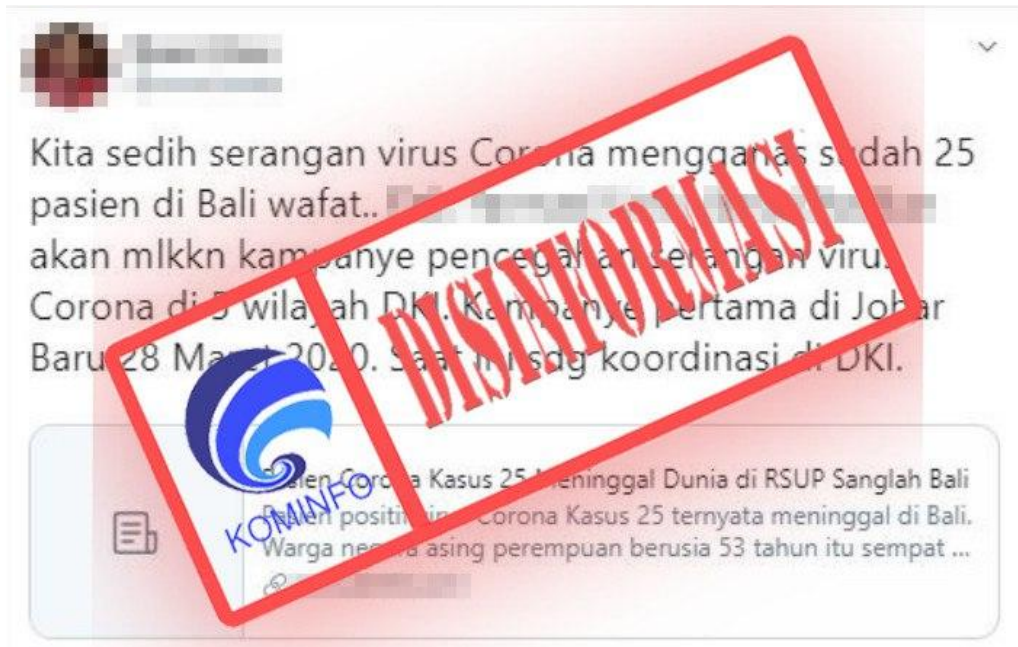 Kita sedih serangan virus Corona mengganas sudah 25
pasien di Bali wafat..
akan mlkkn kampanye pencegahan serangan virus
Corona di 5 wilayah DKI. Kampanye pertama di Johar
Baru 28 Maret 2020. Saat ini sdg koordinasi di DKI.
DISINFORMASI
KOMINFO
Pasien Corona Kasus 25 Meninggal Dunia di RSUP Sanglah Bali
Pasien positif Corona Kasus 25 ternyata meninggal di Bali.
Warga negara asing perempuan berusia 53 tahun itu sempat ...